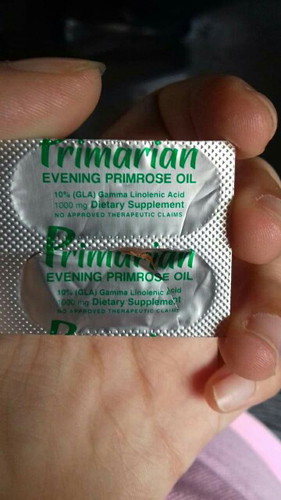 Primarian
EVENING PRIMROSE OIL
10% (GLA) Gamma Linolenic Acid
1000 mg Dietary Supplement
NO APPROVED THERAPEUTIC CLAIMS
Primarian
EVENING PRIMROSE OIL
10% (GLA) Gamma Linolenic Acid
1000 mg Dietary Supplement
NO APPROVED THERAPEUTIC CLAIMS